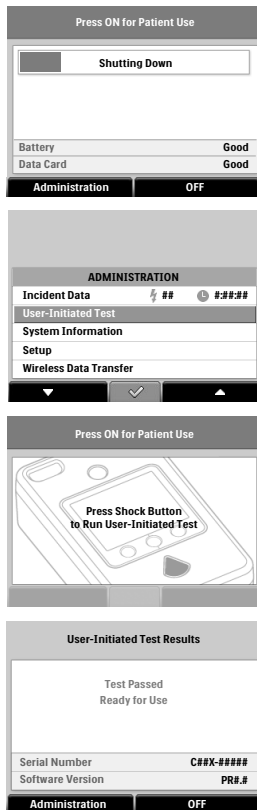 Press ON for Patient Use
Shutting Down
Battery Good
Data Card Good
Administration OFF
ADMINISTRATION
Incident Data ## #:##:##
User-Initiated Test
System Information
Setup
Wireless Data Transfer
Press ON for Patient Use
Press Shock Button
to Run User-Initiated Test
User-Initiated Test Results
Test Passed
Ready for Use
Serial Number C##X-#####
Software Version PR#.#
Administration OFF